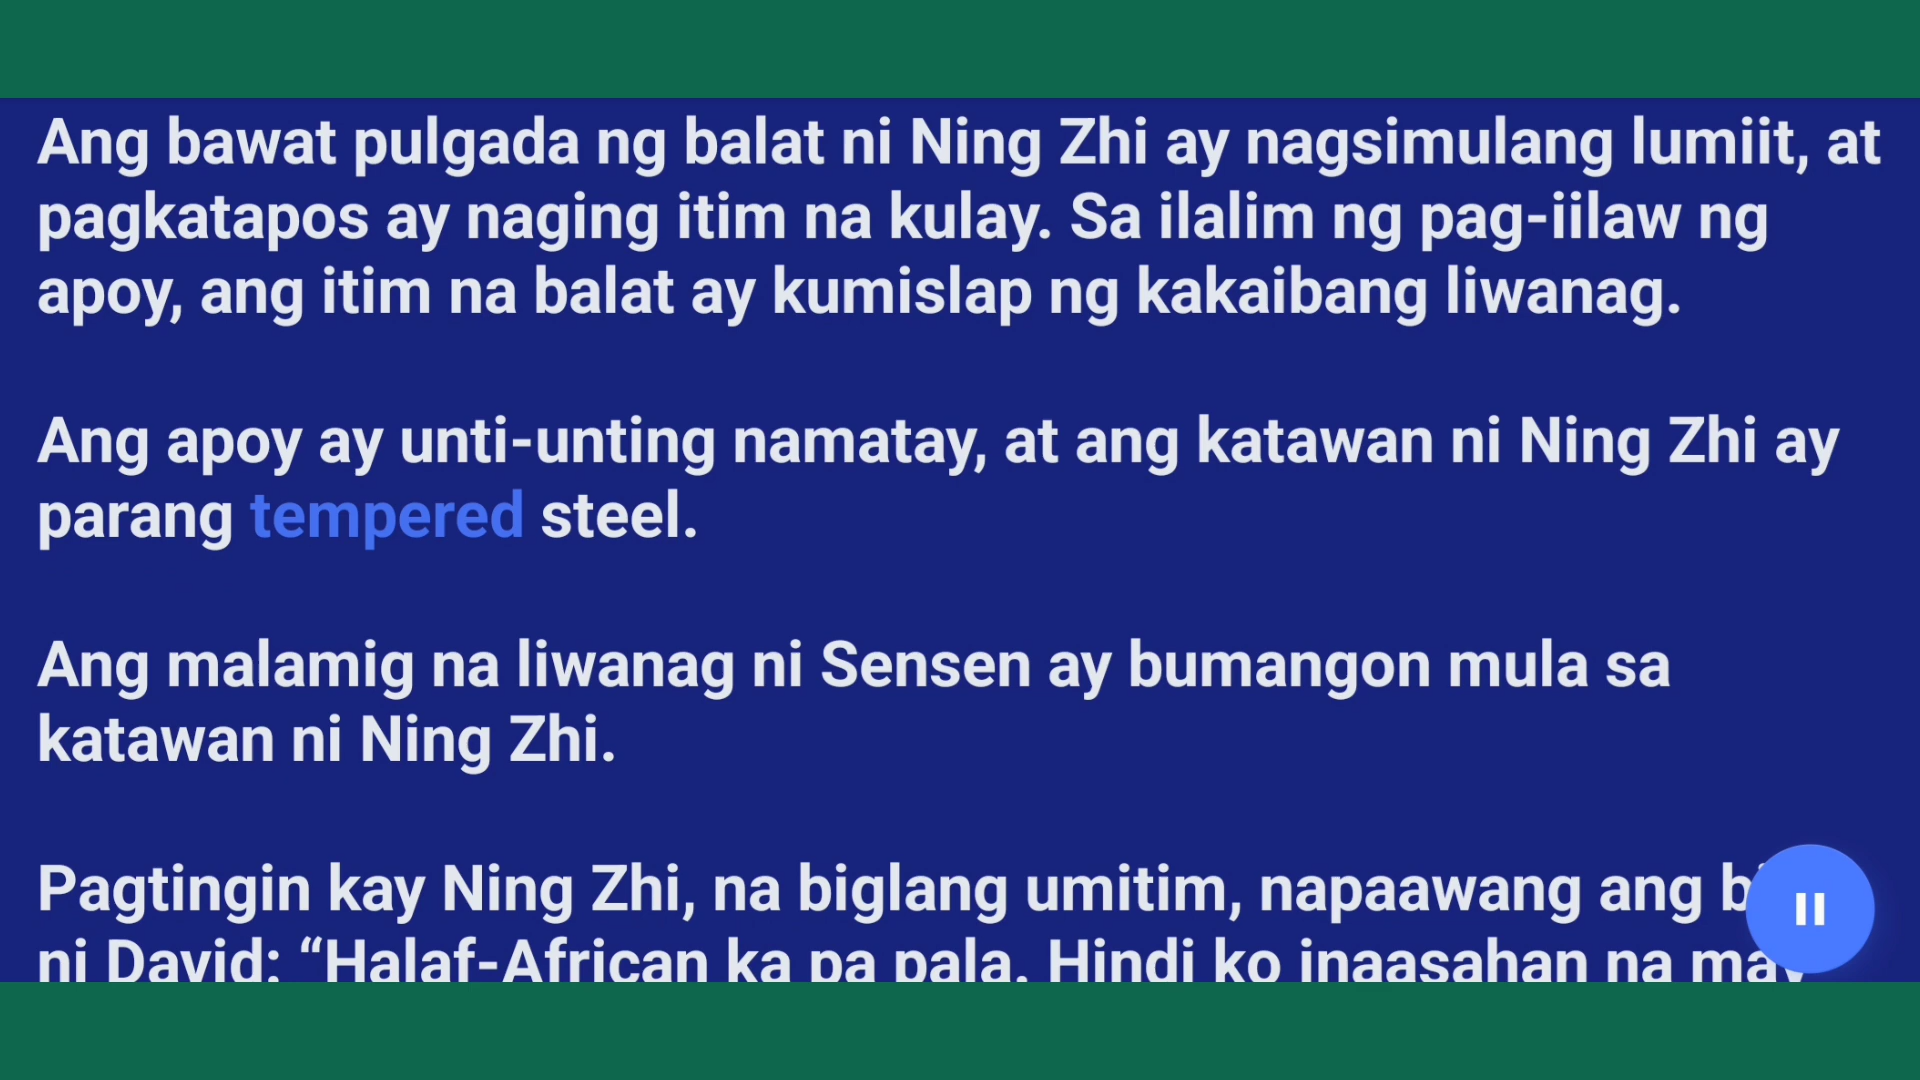 Ang bawat pulgada ng balat ni Ning Zhi ay nagsimulang lumiit, at
pagkatapos ay naging itim na kulay. Sa ilalim ng pag-iilaw ng
apoy, ang itim na balat ay kumislap ng kakaibang liwanag.
Ang apoy ay unti-unting namatay, at ang katawan ni Ning Zhi ay
parang tempered steel.
Ang malamig na liwanag ni Sensen ay bumangon mula sa
katawan ni Ning Zhi.
Pagtingin kay Ning Zhi, na biglang umitim, napaawang ang
ni David: “Halaf-African ka pa pala. Hindi ko inaasahan na may